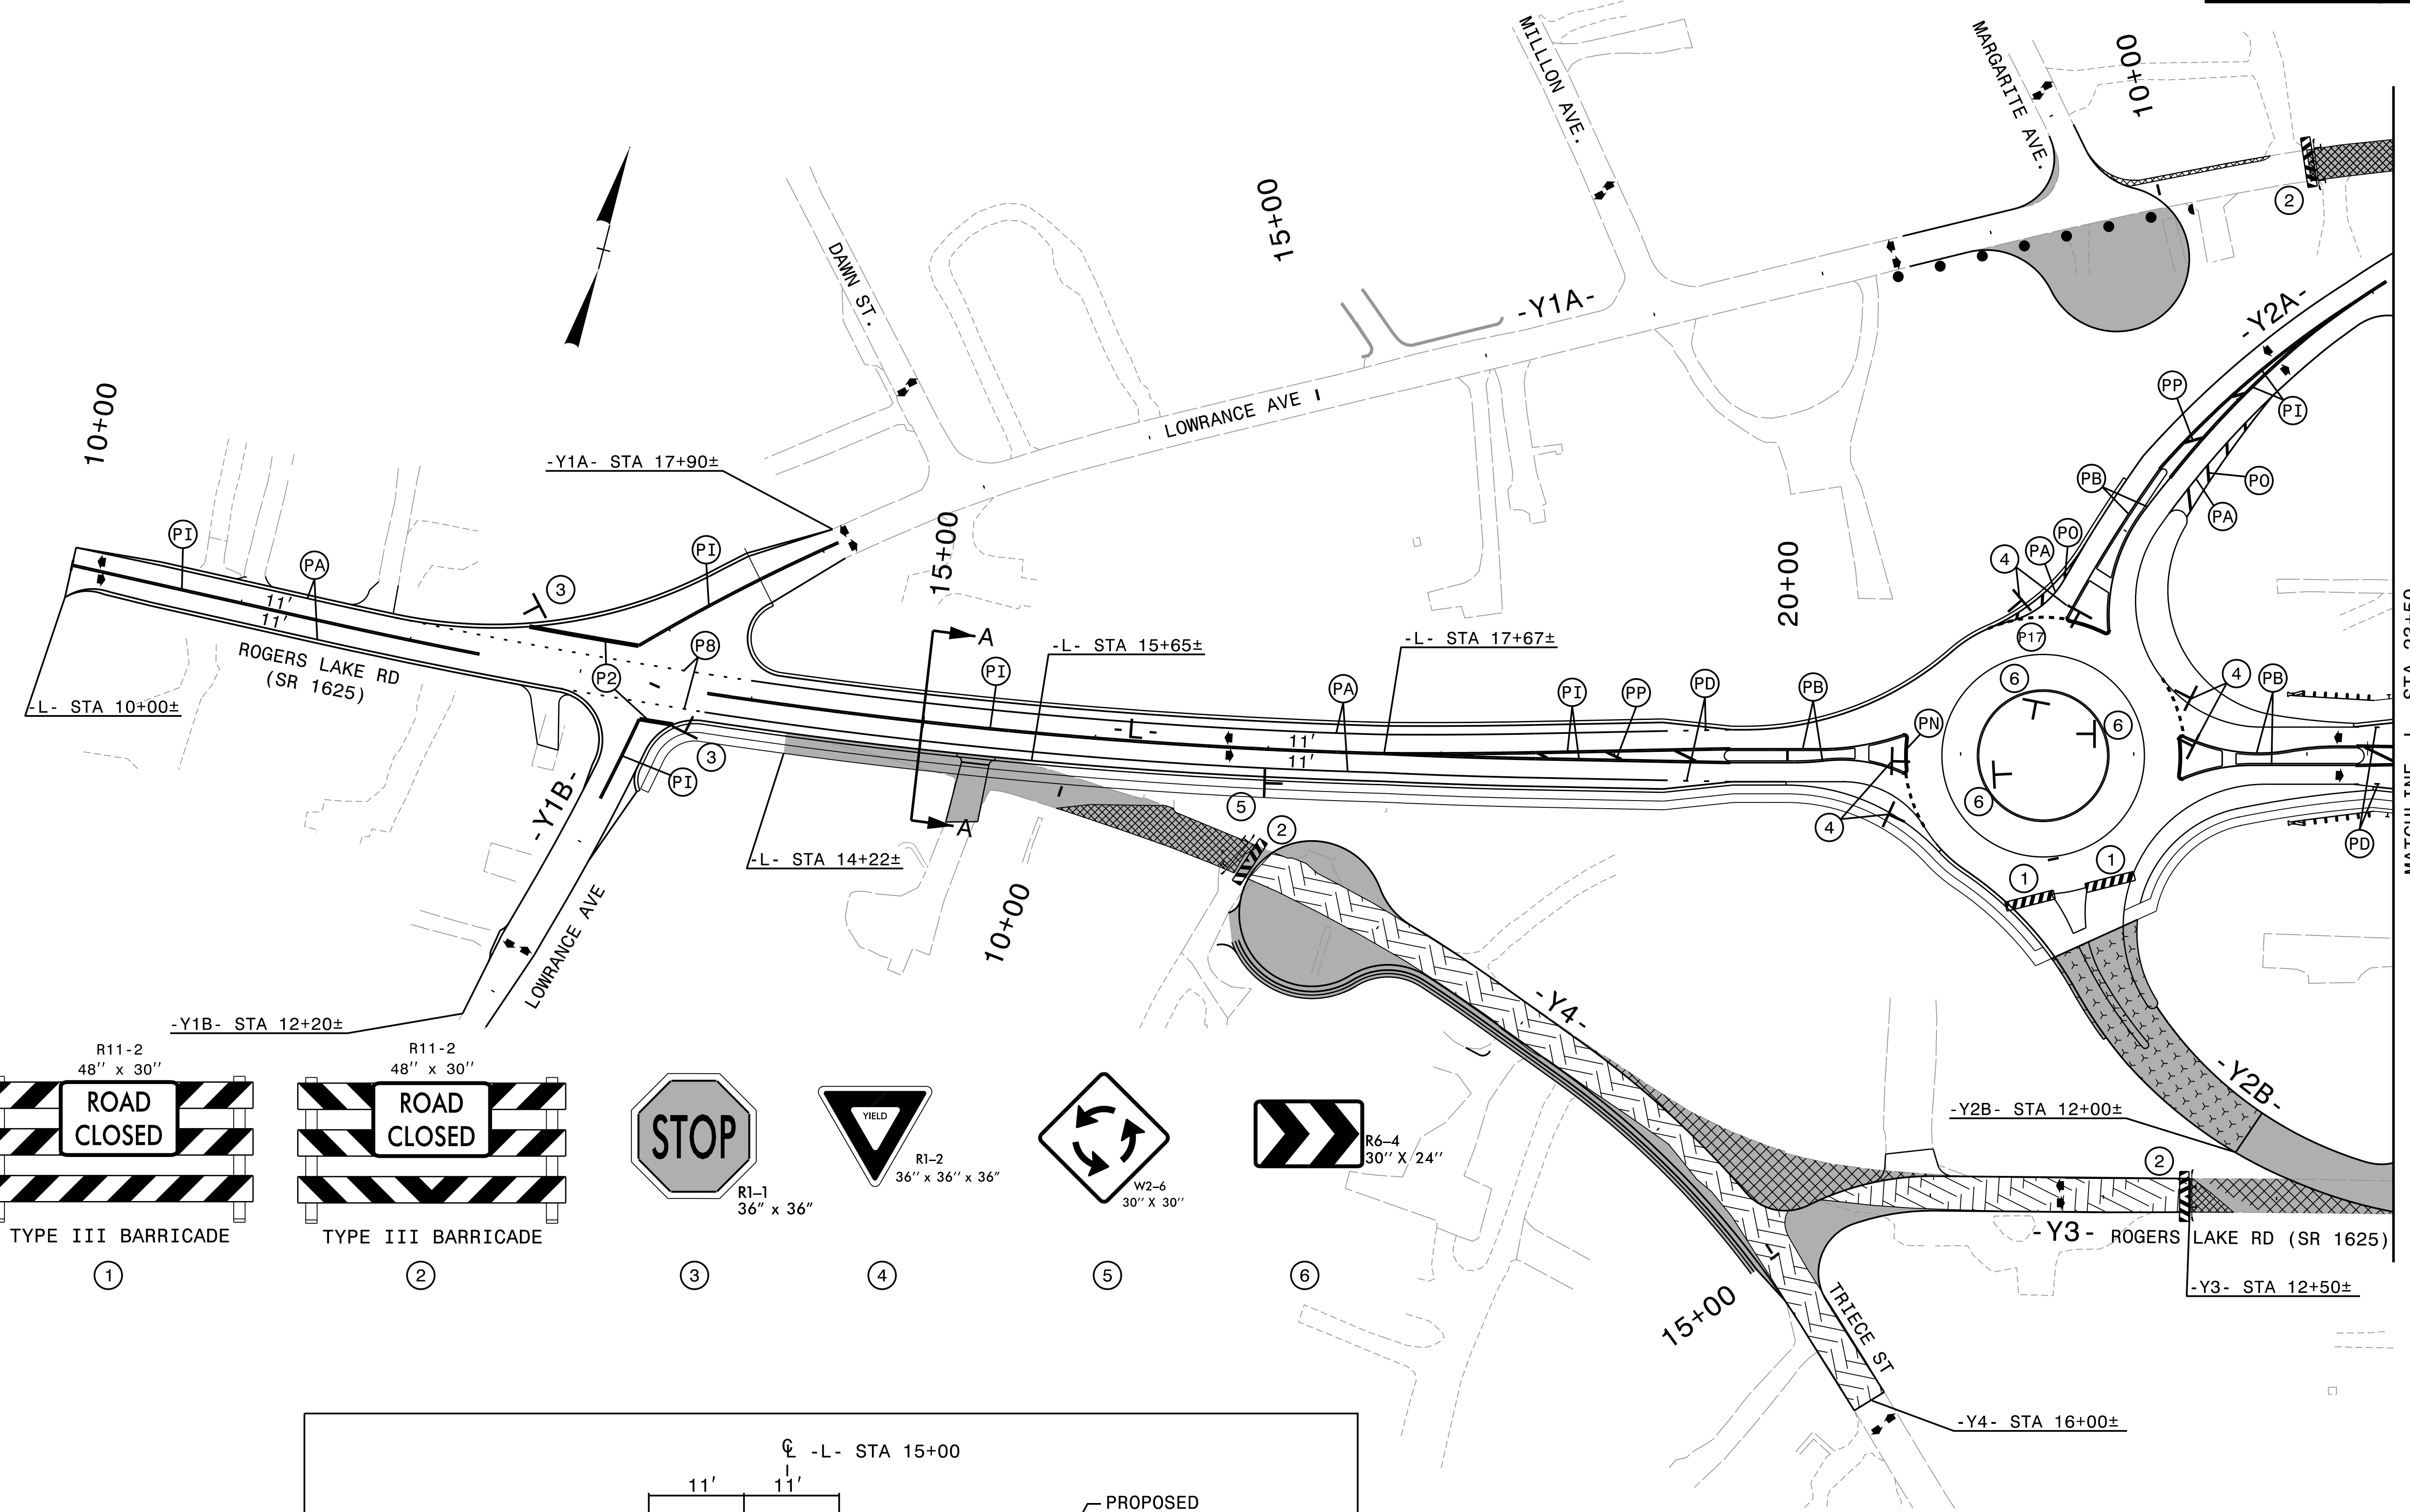 MILLLON AVE.
MARGARITE AVE.
10+00
2
15+00
DAWN ST.
-Y1A-
-Y2A-
LOWRANCE AVE
10+00
-Y1A- STA 17+90±
PP
PI
PB
PO
PA
PO
PA
4
P17
PI
PA
3
PI
15+00
20+00
11'
11'
ROGERS LAKE RD
(SR 1625)
P2
P8
A
-L- STA 15+65±
-L- STA 17+67±
PI
PA
PI
PP
PD
PB
PN
6
6
6
4
PB
-L- STA 10+00±
-L-
11'
11'
3
PI
-Y1B-
5
2
4
1
1
PD
A
-L- STA 14+22±
10+00
LOWRANCE AVE
-Y1B- STA 12+20±
-Y4-
-Y2B-
-Y2B- STA 12+00±
2
-Y3- ROGERS LAKE RD (SR 1625)
-Y3- STA 12+50±
15+00
TRIECE ST
-Y4- STA 16+00±
R11-2
48'' x 30''
ROAD
CLOSED
TYPE III BARRICADE
1
R11-2
48'' x 30''
ROAD
CLOSED
TYPE III BARRICADE
2
STOP
R1-1
36" x 36"
3
YIELD
R1-2
36'' x 36'' x 36"
4
W2-6
30'' X 30''
5
R6-4
30'' X 24''
6
℄ -L- STA 15+00
11'
11'
PROPOSED